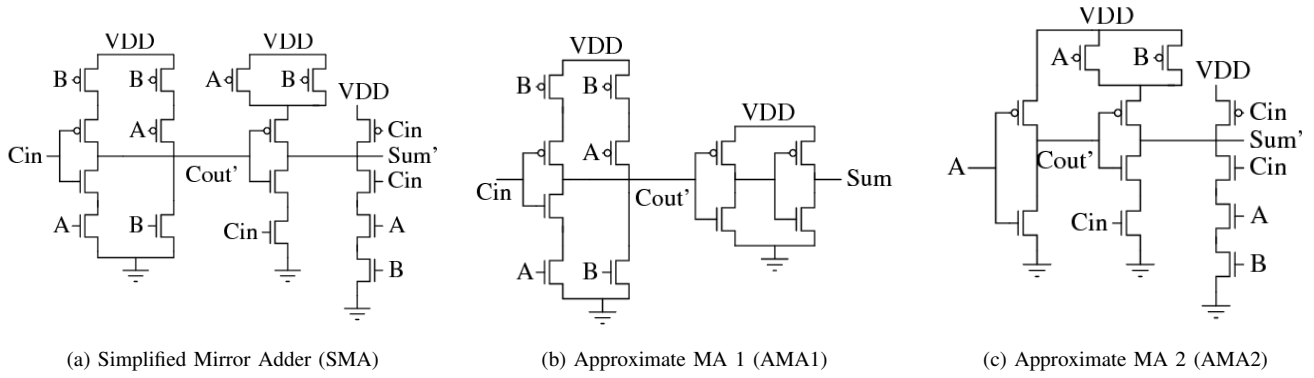 VDD
B
B
Cin
A
A
B
Cout'
VDD
A
B
Cin
VDD
Cin
Sum'
Cin
A
B
(a) Simplified Mirror Adder (SMA)
VDD
B
B
Cin
A
A
B
Cout'
VDD
Sum
(b) Approximate MA 1 (AMA1)
VDD
A
B
A
Cout'
Cin
VDD
Cin
Sum'
Cin
A
B
(c) Approximate MA 2 (AMA2)